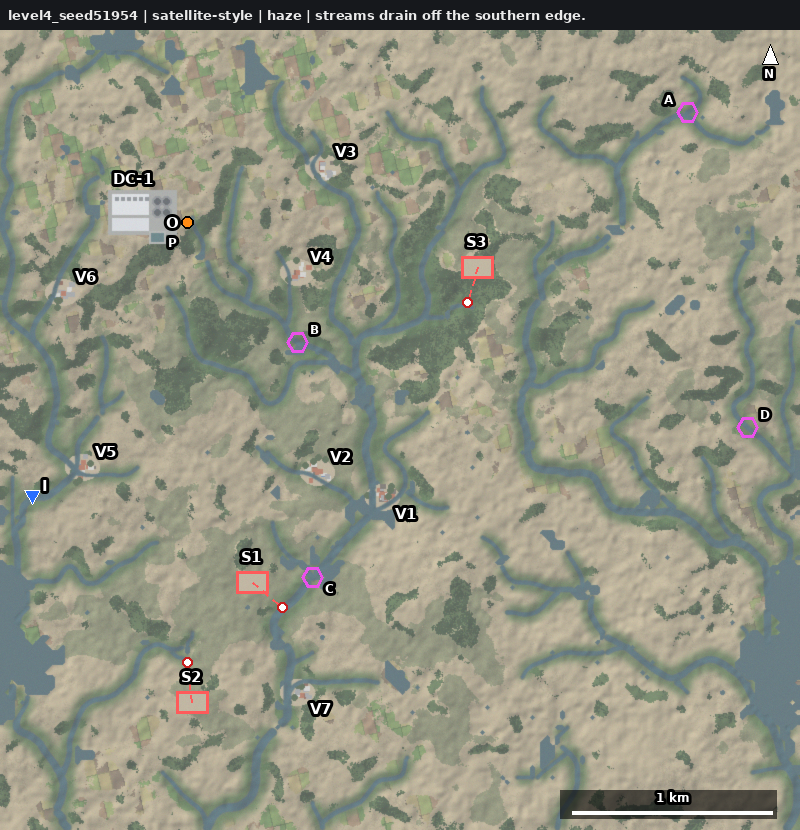 level4_seed51954 | satellite-style | haze | streams drain off the southern edge.
N
A
V3
DC-1
O
P
S3
V4
V6
B
D
V5
V2
I
V1
S1
C
S2
V7
1 km